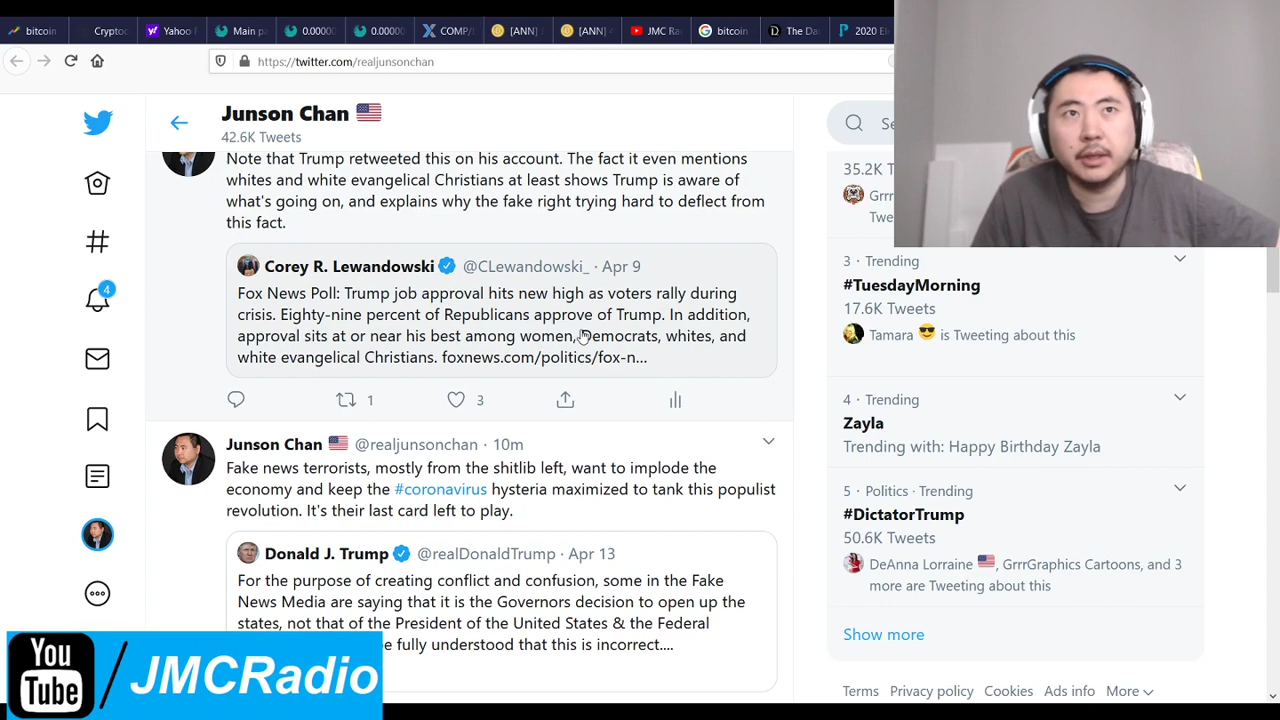 bitcoin
Cryptoc
Yahoo F
Main pa
0.00000
0.00000
COMP/
[ANN]
[ANN]
JMC Ra
bitcoin
The Da
2020 El
https://twitter.com/realjunsonchan
Junson Chan
42.6K Tweets
Note that Trump retweeted this on his account. The fact it even mentions
whites and white evangelical Christians at least shows Trump is aware of
what's going on, and explains why the fake right trying hard to deflect from
this fact.
Corey R. Lewandowski @CLewandowski_ · Apr 9
Fox News Poll: Trump job approval hits new high as voters rally during
crisis. Eighty-nine percent of Republicans approve of Trump. In addition,
approval sits at or near his best among women, Democrats, whites, and
white evangelical Christians. foxnews.com/politics/fox-n...
1
3
Junson Chan @realjunsonchan · 10m
Fake news terrorists, mostly from the shitlib left, want to implode the
economy and keep the #coronavirus hysteria maximized to tank this populist
revolution. It's their last card left to play.
Donald J. Trump @realDonaldTrump · Apr 13
For the purpose of creating conflict and confusion, some in the Fake
News Media are saying that it is the Governors decision to open up the
states, not that of the President of the United States & the Federal
e fully understood that this is incorrect....
4
Se
35.2K T
Grrr
Twe
3 · Trending
#TuesdayMorning
17.6K Tweets
Tamara is Tweeting about this
4 · Trending
Zayla
Trending with: Happy Birthday Zayla
5 · Politics · Trending
#DictatorTrump
50.6K Tweets
DeAnna Lorraine, GrrrGraphics Cartoons, and 3
more are Tweeting about this
Show more
Terms Privacy policy Cookies Ads info More
You
Tube
/JMCRadio